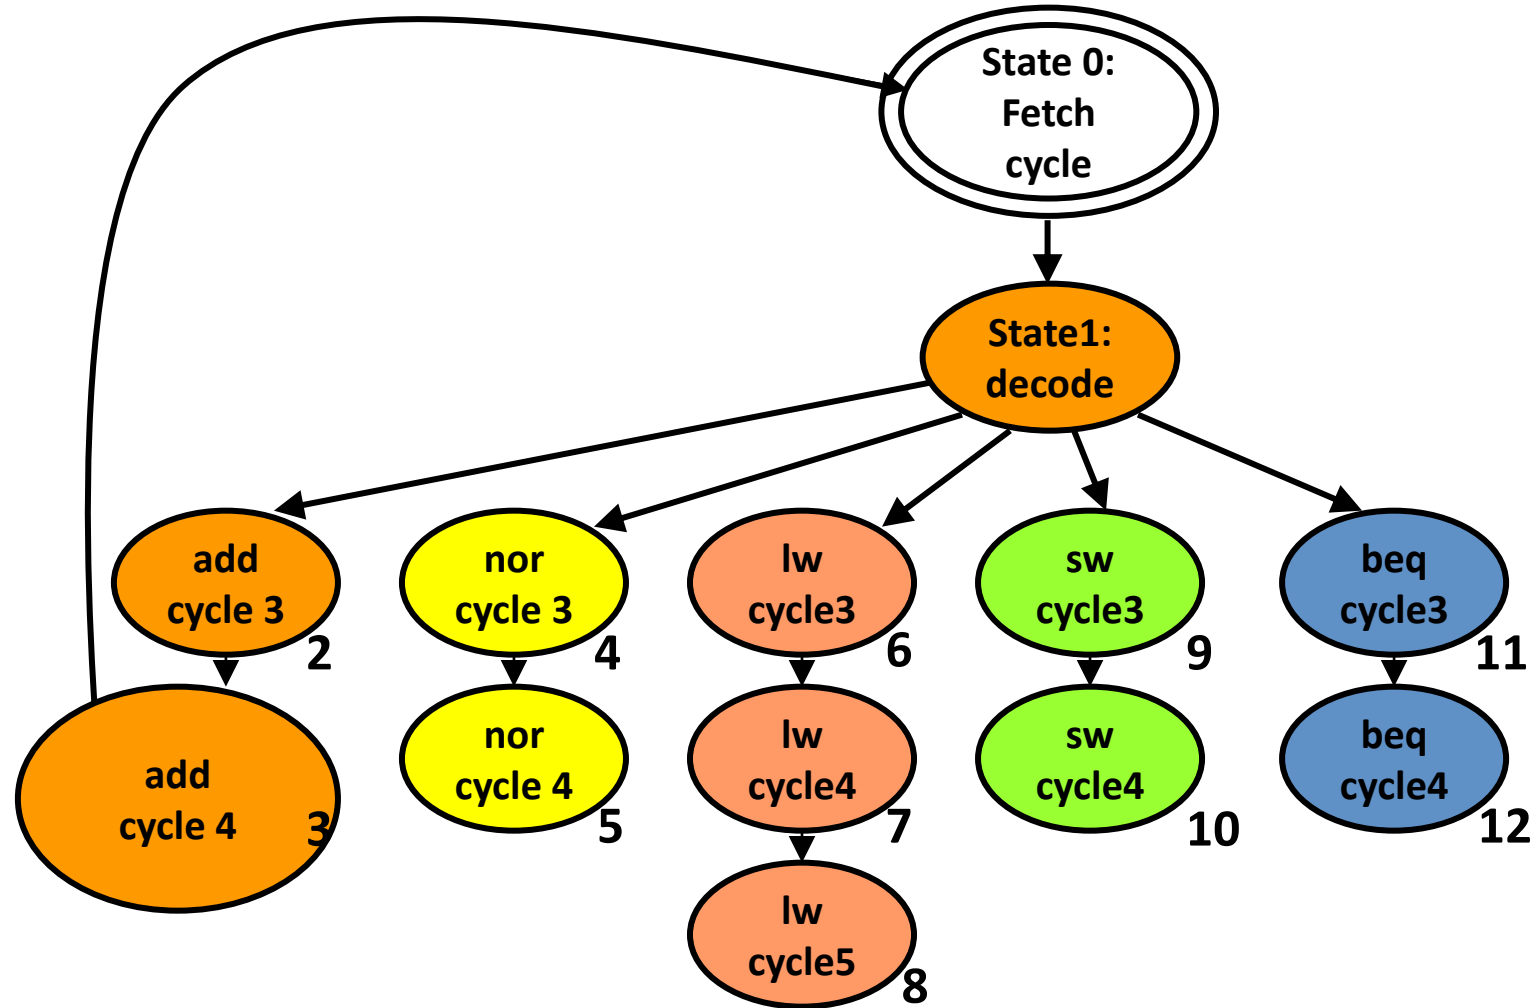 State 0:
Fetch
cycle
State1:
decode
add
cycle 3
2
nor
cycle 3
4
lw
cycle3
6
sw
cycle3
9
beq
cycle3
11
add
cycle 4
3
nor
cycle 4
5
lw
cycle4
7
sw
cycle4
10
beq
cycle4
12
lw
cycle5
8